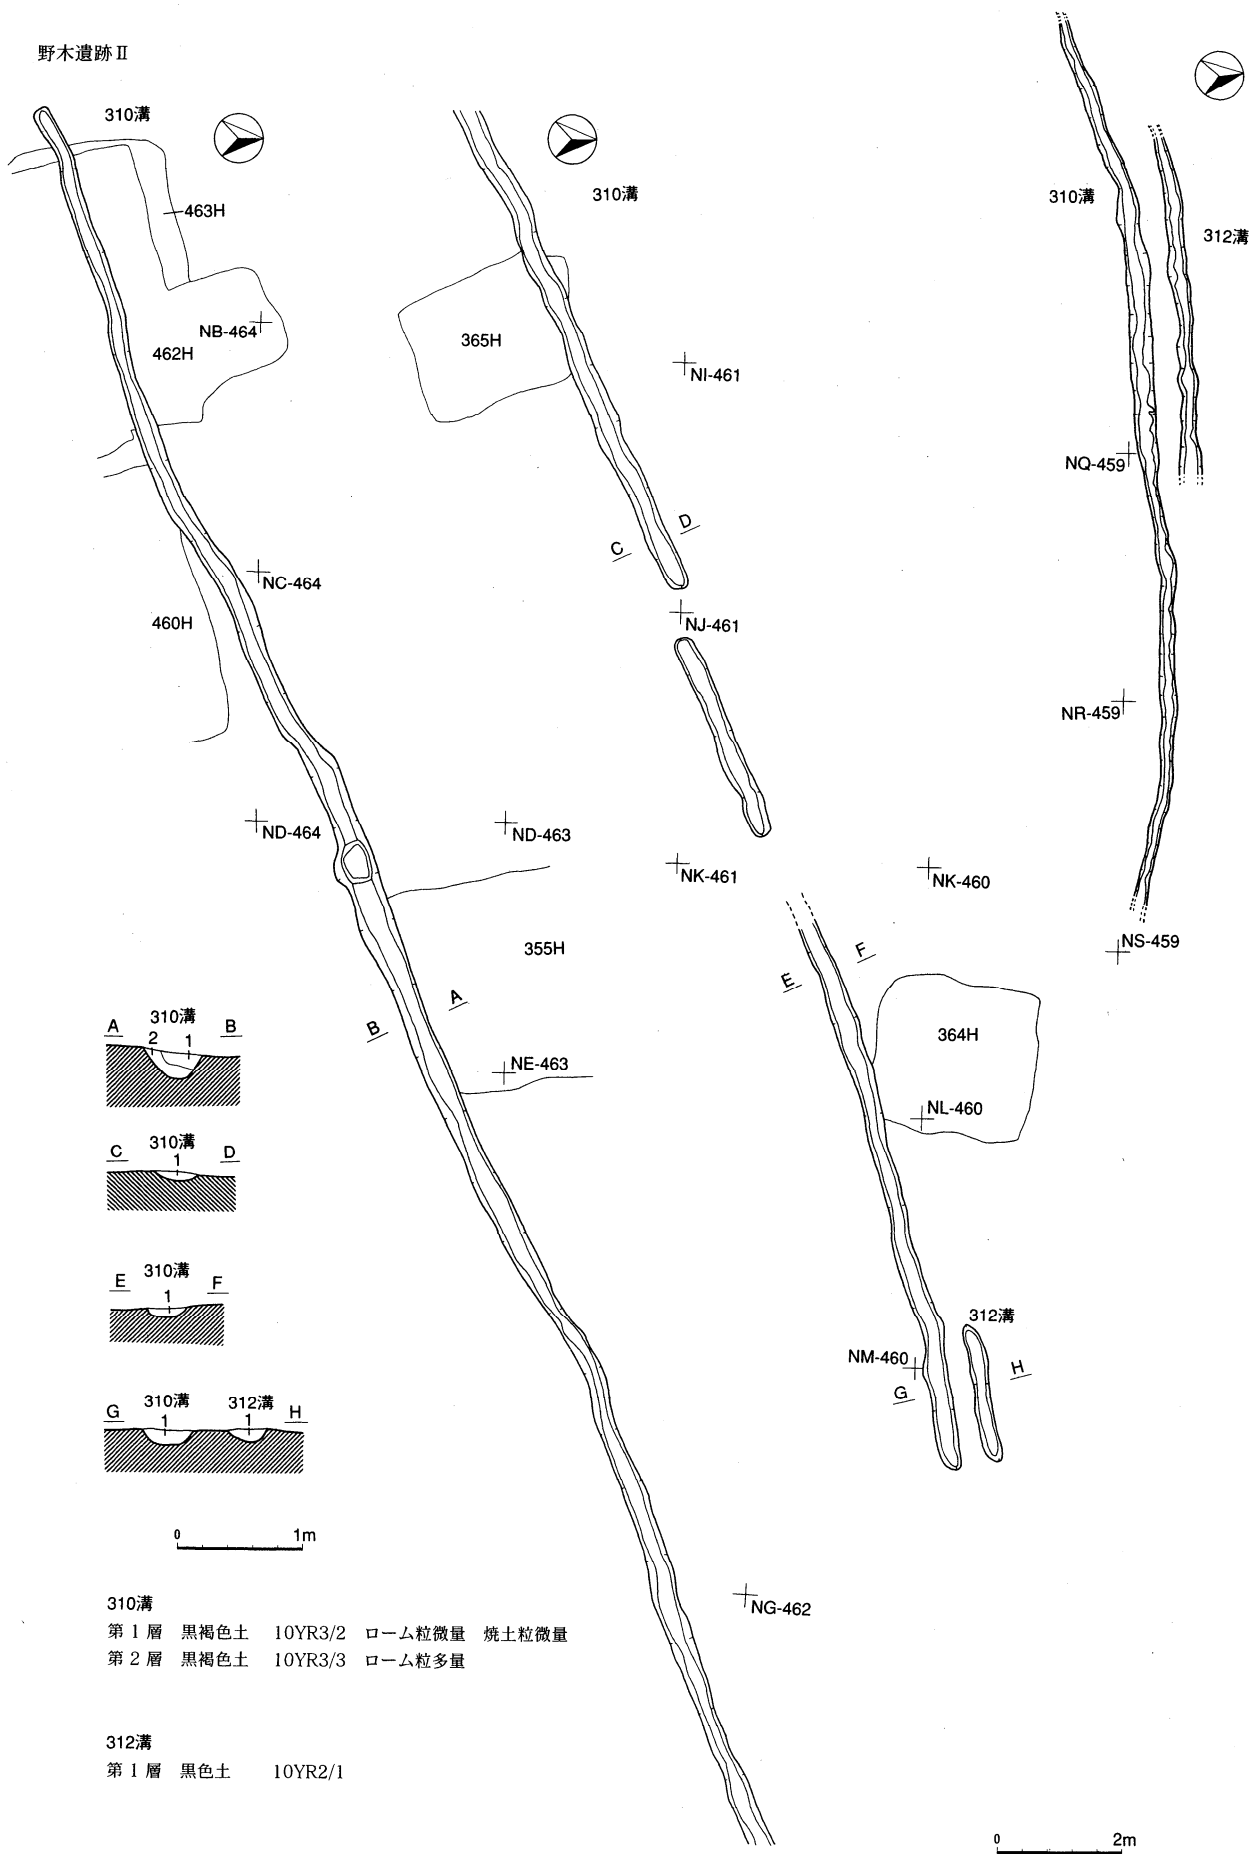 野木遺跡Ⅱ
310溝
463H
NB-464
462H
NC-464
460H
ND-464
ND-463
355H
A
B
NE-463
NG-462
310溝
365H
NI-461
D
C
NJ-461
NK-461
NK-460
F
E
364H
NL-460
312溝
NM-460
H
G
310溝
312溝
NQ-459
NR-459
NS-459
310溝
A 2 1 B
310溝
C 1 D
310溝
E 1 F
310溝 312溝
G 1 1 H
0 1m
310溝
第1層 黒褐色土 10YR3/2 ローム粒微量 焼土粒微量
第2層 黒褐色土 10YR3/3 ローム粒多量
312溝
第1層 黒色土 10YR2/1
0 2m